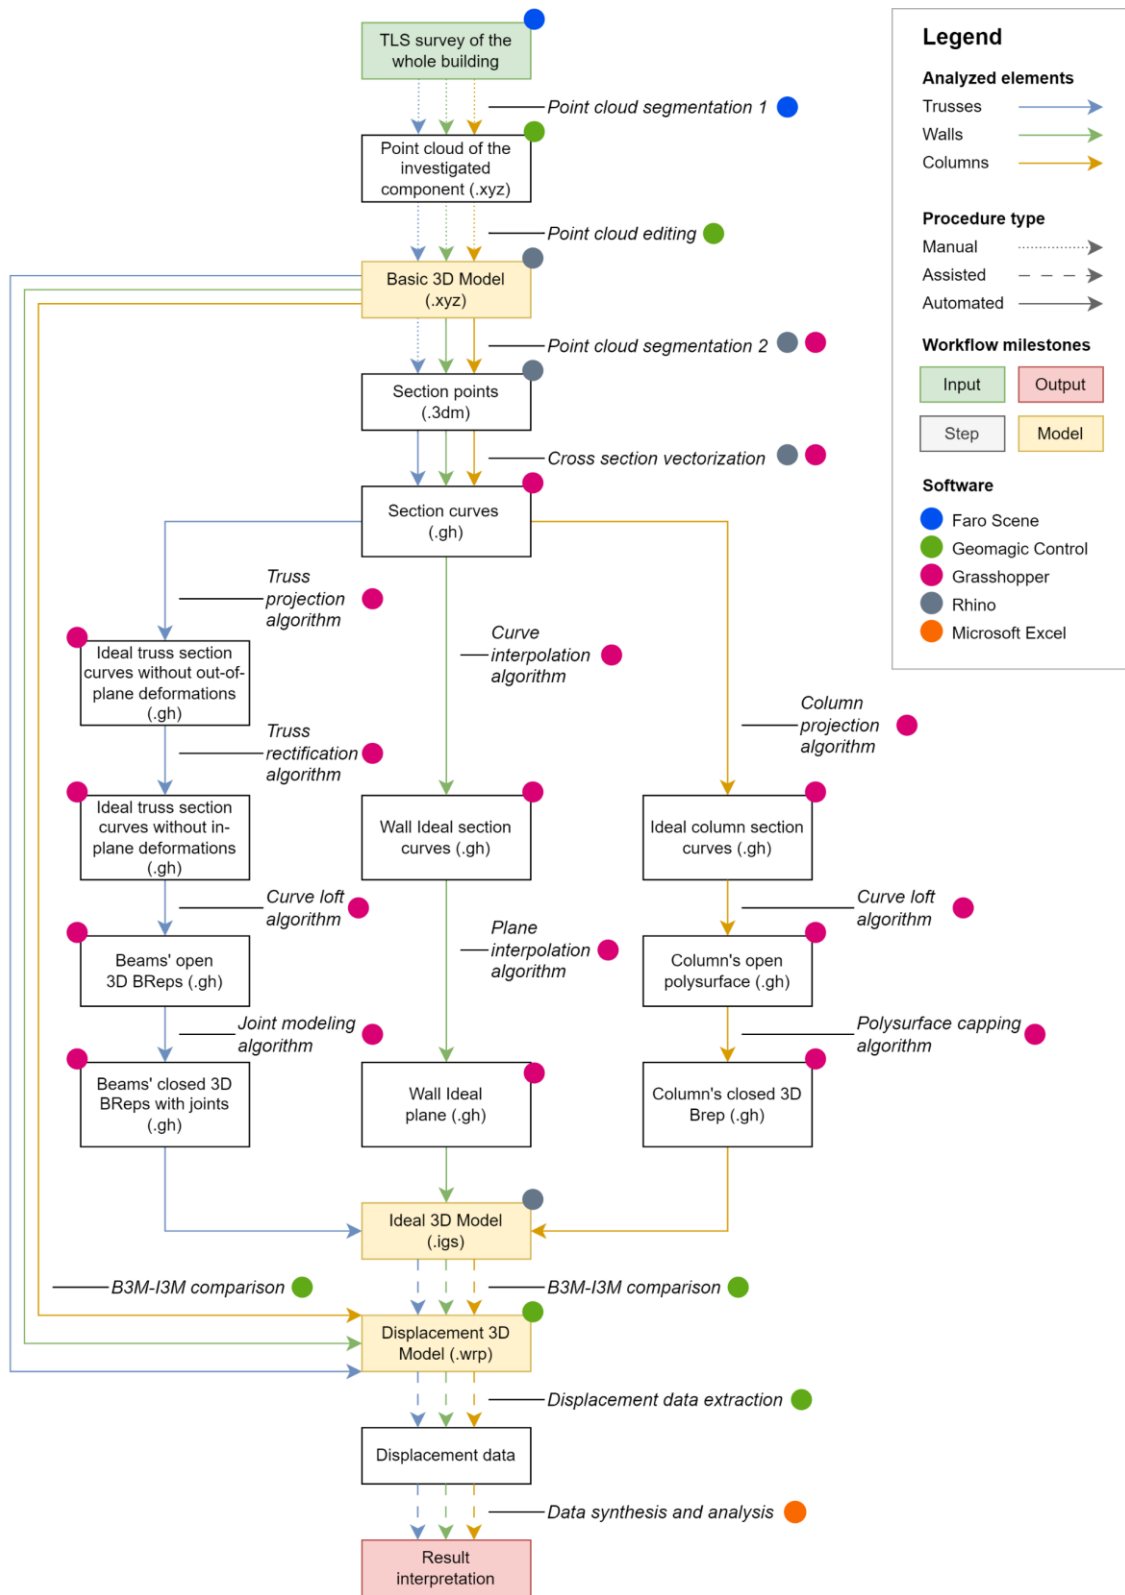 TLS survey of the
whole building
Point cloud segmentation 1
Point cloud of the
investigated
component (.xyz)
Point cloud editing
Basic 3D Model
(.xyz)
Point cloud segmentation 2
Section points
(.3dm)
Cross section vectorization
Section curves
(.gh)
Truss
projection
algorithm
Ideal truss section
curves without out-of-
plane deformations
(.gh)
Truss
rectification
algorithm
Ideal truss section
curves without in-
plane deformations
(.gh)
Curve loft
algorithm
Beams' open
3D BReps (.gh)
Joint modeling
algorithm
Beams' closed 3D
BReps with joints
(.gh)
Curve
interpolation
algorithm
Wall Ideal section
curves (.gh)
Plane
interpolation
algorithm
Wall Ideal
plane (.gh)
Column
projection
algorithm
Ideal column section
curves (.gh)
Curve loft
algorithm
Column's open
polysurface (.gh)
Polysurface capping
algorithm
Column's closed 3D
Brep (.gh)
Ideal 3D Model
(.igs)
B3M-I3M comparison
B3M-I3M comparison
Displacement 3D
Model (.wrp)
Displacement data extraction
Displacement data
Data synthesis and analysis
Result
interpretation
Legend
Analyzed elements
Trusses
Walls
Columns
Procedure type
Manual
Assisted
Automated
Workflow milestones
Input
Output
Step
Model
Software
Faro Scene
Geomagic Control
Grasshopper
Rhino
Microsoft Excel